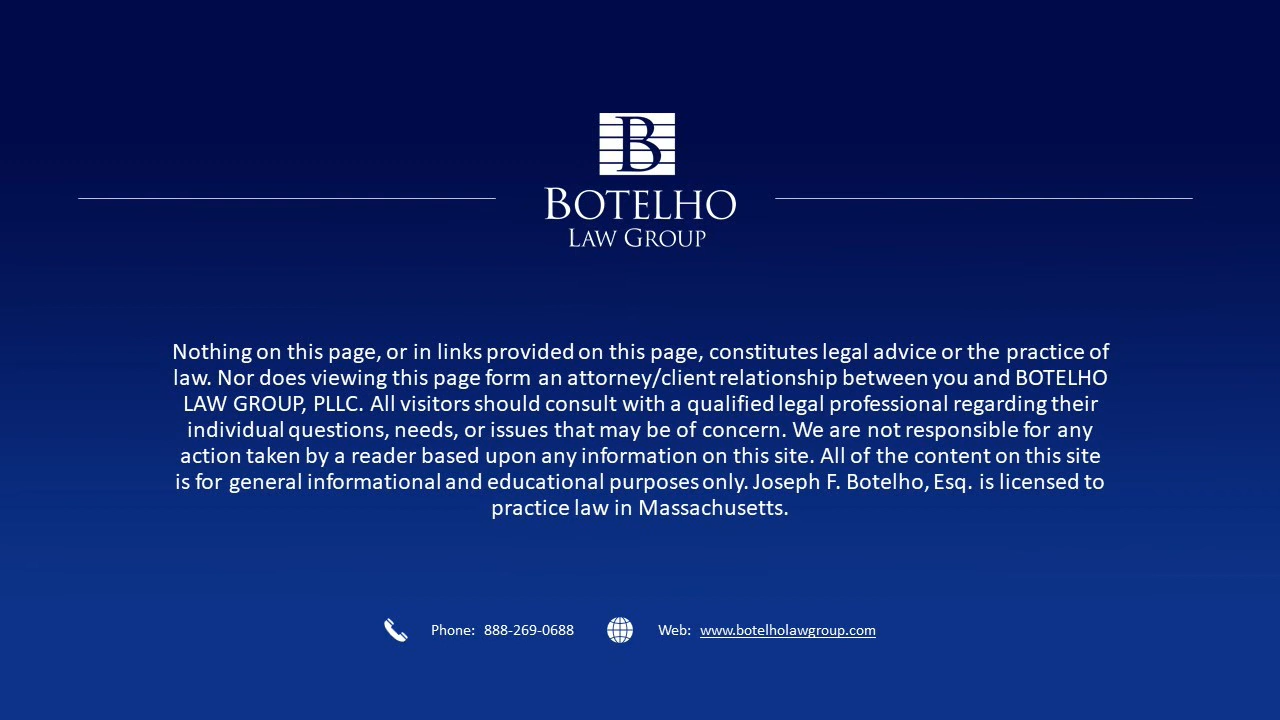 B
BOTELHO
LAW GROUP
Nothing on this page, or in links provided on this page, constitutes legal advice or the practice of
law. Nor does viewing this page form an attorney/client relationship between you and BOTELHO
LAW GROUP, PLLC. All visitors should consult with a qualified legal professional regarding their
individual questions, needs, or issues that may be of concern. We are not responsible for any
action taken by a reader based upon any information on this site. All of the content on this site
is for general informational and educational purposes only. Joseph F. Botelho, Esq. is licensed to
practice law in Massachusetts.
Phone: 888-269-0688 Web: www.botelholawgroup.com